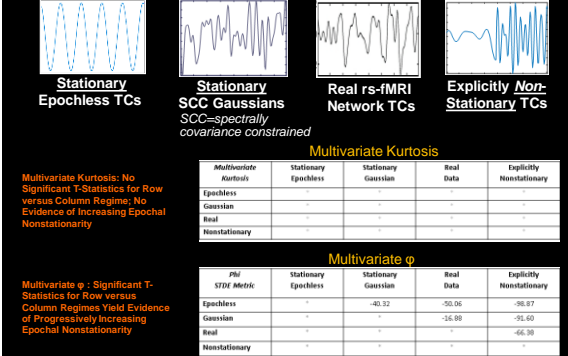 Stationary
Epochless TCs
Stationary
SCC Gaussians
SCC=spectrally
covariance constrained
Real rs-fMRI
Network TCs
Explicitly Non-
Stationary TCs
Multivariate Kurtosis
Multivariate Kurtosis: No
Significant T-Statistics for Row
versus Column Regime; No
Evidence of Increasing Epochal
Nonstationarity
Multivariate Kurtosis | Stationary Epochless | Stationary Gaussian | Real Data | Explicitly Nonstationary
Epochless | * | * | * | *
Gaussian | * | * | * | *
Real | * | * | * | *
Nonstationary | * | * | * | *
Multivariate φ
Multivariate φ : Significant T-
Statistics for Row versus
Column Regimes Yield Evidence
of Progressively Increasing
Epochal Nonstationarity
Phi STDE Metric | Stationary Epochless | Stationary Gaussian | Real Data | Explicitly Nonstationary
Epochless | * | -40.32 | -50.06 | -98.87
Gaussian | * | * | -16.88 | -91.60
Real | * | * | * | -66.38
Nonstationary | * | * | * | *